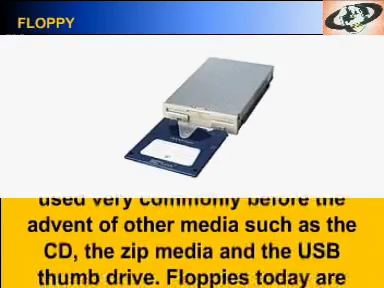 FLOPPY
used very commonly before the
advent of other media such as the
CD, the zip media and the USB
thumb drive. Floppies today are